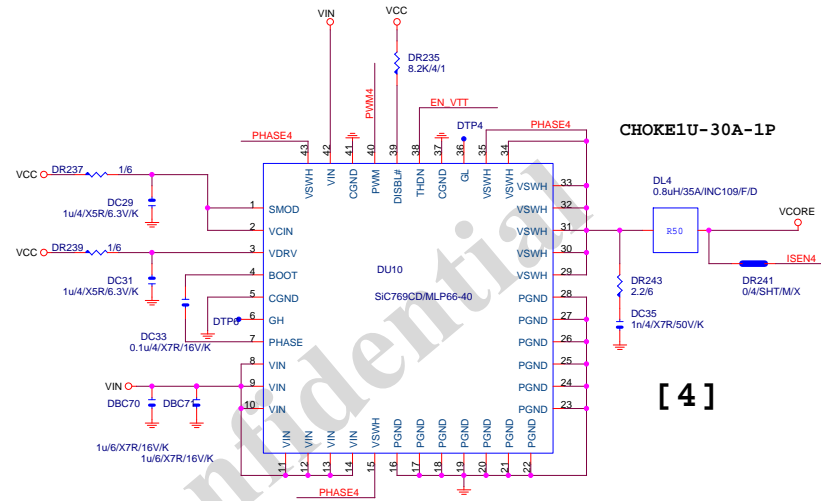 VIN
VCC
DR235
8.2K/4/1
PWM4
EN_VTT
PHASE4
DTP4
PHASE4
CHOKE1U-30A-1P
43
42
41
40
39
38
37
36
35
34
VSWH
VIN
CGND
PWM
DISBL#
THDN
CGND
GL
VSWH
VSWH
VCC
DR237
1/6
DC29
1u/4/X5R/6.3V/K
VCC
DR239
1/6
DC31
1u/4/X5R/6.3V/K
1
SMOD
2
VCIN
3
VDRV
4
BOOT
5
CGND
6
GH
7
PHASE
8
VIN
9
VIN
10
VIN
DC33
0.1u/4/X7R/16V/K
VIN
DBC70
1u/6/X7R/16V/K
1u/6/X7R/16V/K
DU10
SiC769CD/MLP66-40
VSWH
33
VSWH
32
VSWH
31
VSWH
30
VSWH
29
PGND
28
PGND
27
PGND
26
PGND
25
PGND
24
PGND
23
DL4
0.8uH/35A/INC109/F/D
R50
VCORE
ISEN4
DR241
0/4/SHT/M/X
DR243
2.2/6
DC35
1n/4/X7R/50V/K
[4]
VIN
VIN
VIN
VIN
VSWH
PGND
PGND
PGND
PGND
PGND
PGND
PGND
11
12
13
14
15
16
17
18
19
20
21
22
PHASE4